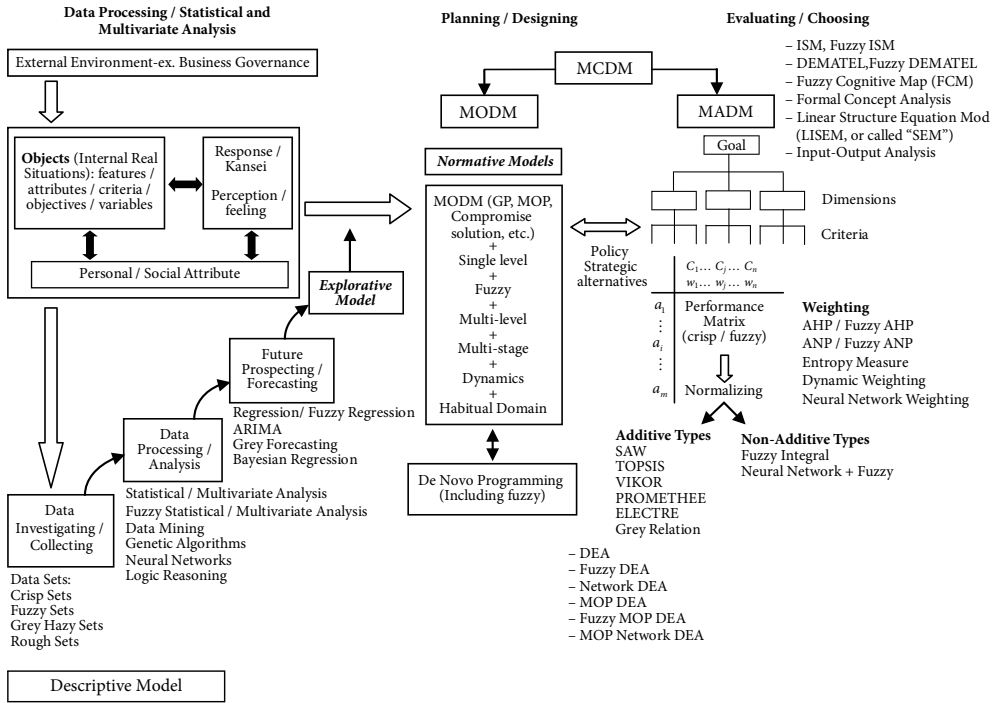 Data Processing / Statistical and
Multivariate Analysis
External Environment-ex. Business Governance
Objects (Internal Real
Situations): features /
attributes / criteria /
objectives / variables
Response /
Kansei
Perception /
feeling
Personal / Social Attribute
Explorative
Model
Future
Prospecting /
Forecasting
Regression/ Fuzzy Regression
ARIMA
Grey Forecasting
Bayesian Regression
Data
Processing /
Analysis
Statistical / Multivariate Analysis
Fuzzy Statistical / Multivariate Analysis
Data Mining
Genetic Algorithms
Neural Networks
Logic Reasoning
Data
Investigating /
Collecting
Data Sets:
Crisp Sets
Fuzzy Sets
Grey Hazy Sets
Rough Sets
Descriptive Model
Planning / Designing
MCDM
MODM
Normative Models
MODM (GP, MOP,
Compromise
solution, etc.)
+
Single level
+
Fuzzy
+
Multi-level
+
Multi-stage
+
Dynamics
+
Habitual Domain
De Novo Programming
(Including fuzzy)
Evaluating / Choosing
MADM
– ISM, Fuzzy ISM
– DEMATEL,Fuzzy DEMATEL
– Fuzzy Cognitive Map (FCM)
– Formal Concept Analysis
– Linear Structure Equation Mod
(LISEM, or called “SEM”)
– Input-Output Analysis
Goal
Dimensions
Criteria
Policy
Strategic
alternatives
C1… Cj… Cn
w1… wj… wn
a1
⋮
ai
⋮
am
Performance
Matrix
(crisp / fuzzy)
Normalizing
Weighting
AHP / Fuzzy AHP
ANP / Fuzzy ANP
Entropy Measure
Dynamic Weighting
Neural Network Weighting
Additive Types
SAW
TOPSIS
VIKOR
PROMETHEE
ELECTRE
Grey Relation
Non-Additive Types
Fuzzy Integral
Neural Network + Fuzzy
– DEA
– Fuzzy DEA
– Network DEA
– MOP DEA
– Fuzzy MOP DEA
– MOP Network DEA